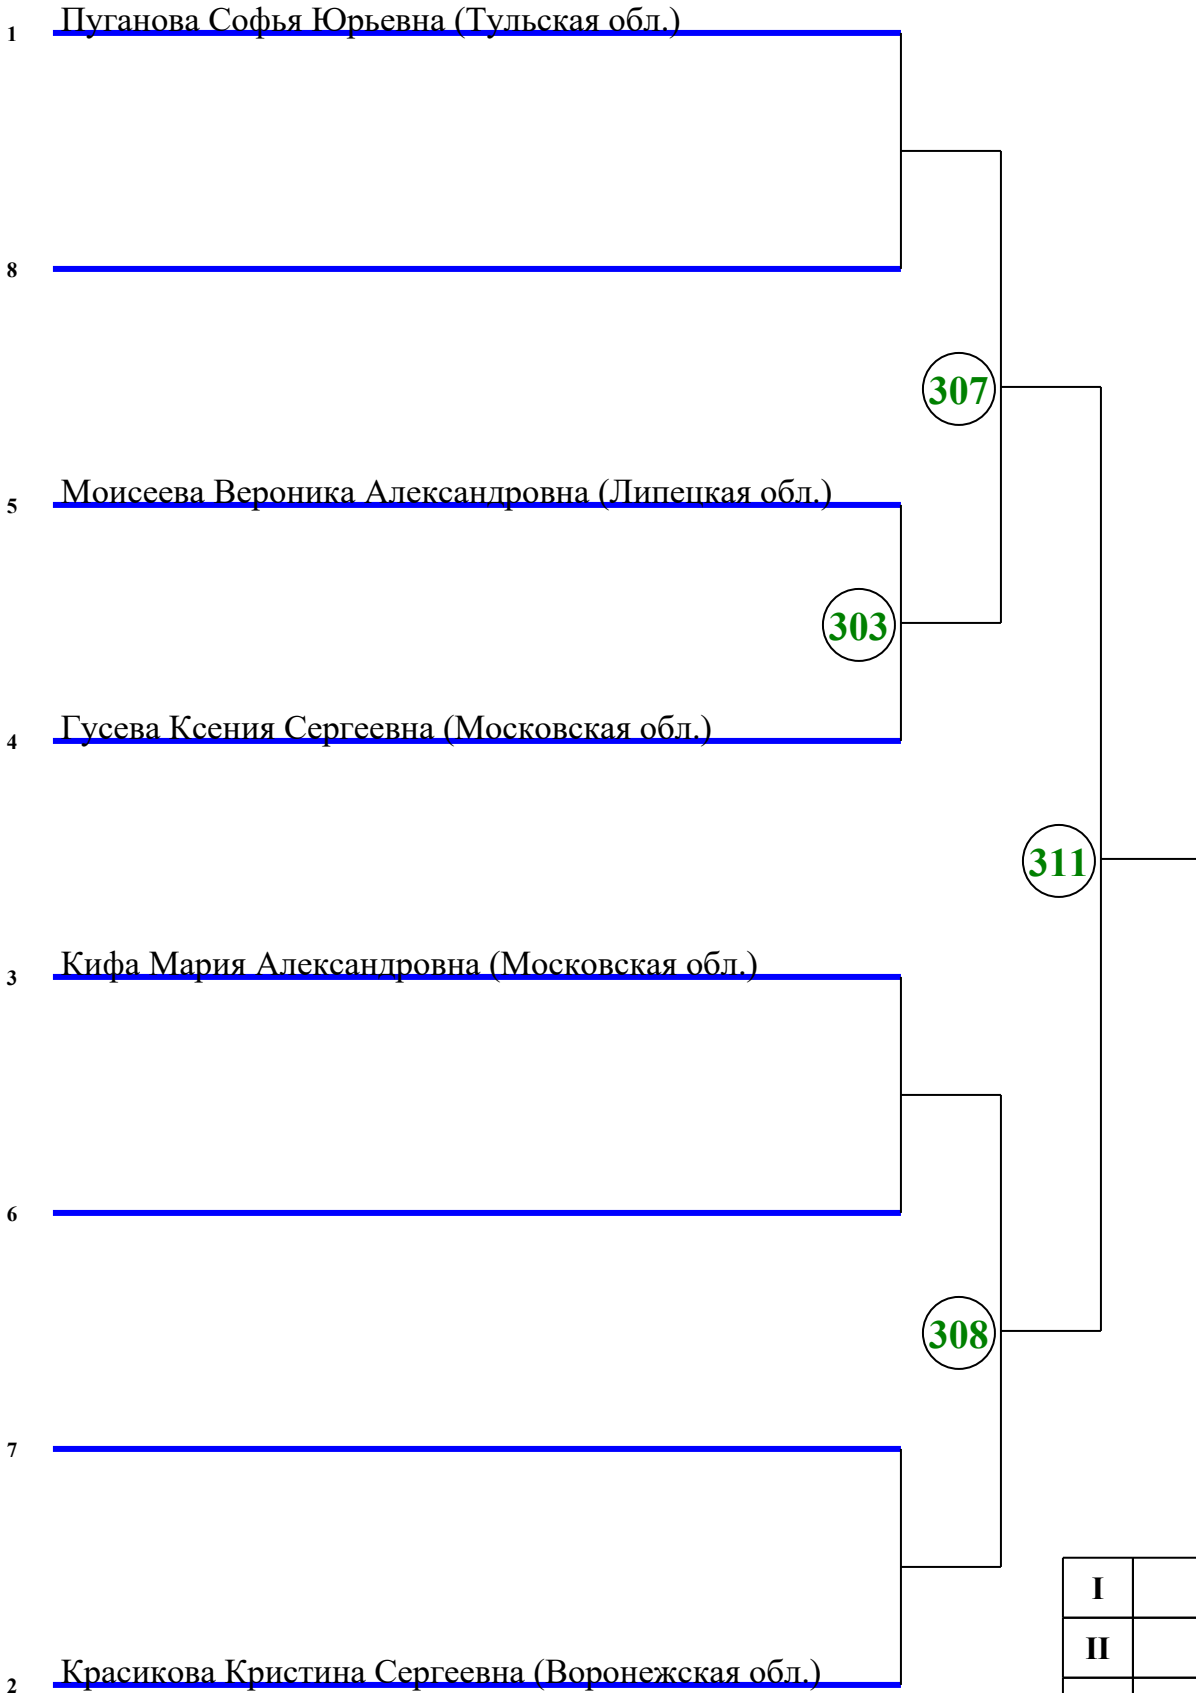 1 Пуганова Софья Юрьевна (Тульская обл.)
8
307
5 Моисеева Вероника Александровна (Липецкая обл.)
303
4 Гусева Ксения Сергеевна (Московская обл.)
311
3 Кифа Мария Александровна (Московская обл.)
6
308
7
I
II
2 Красикова Кристина Сергеевна (Воронежская обл.)